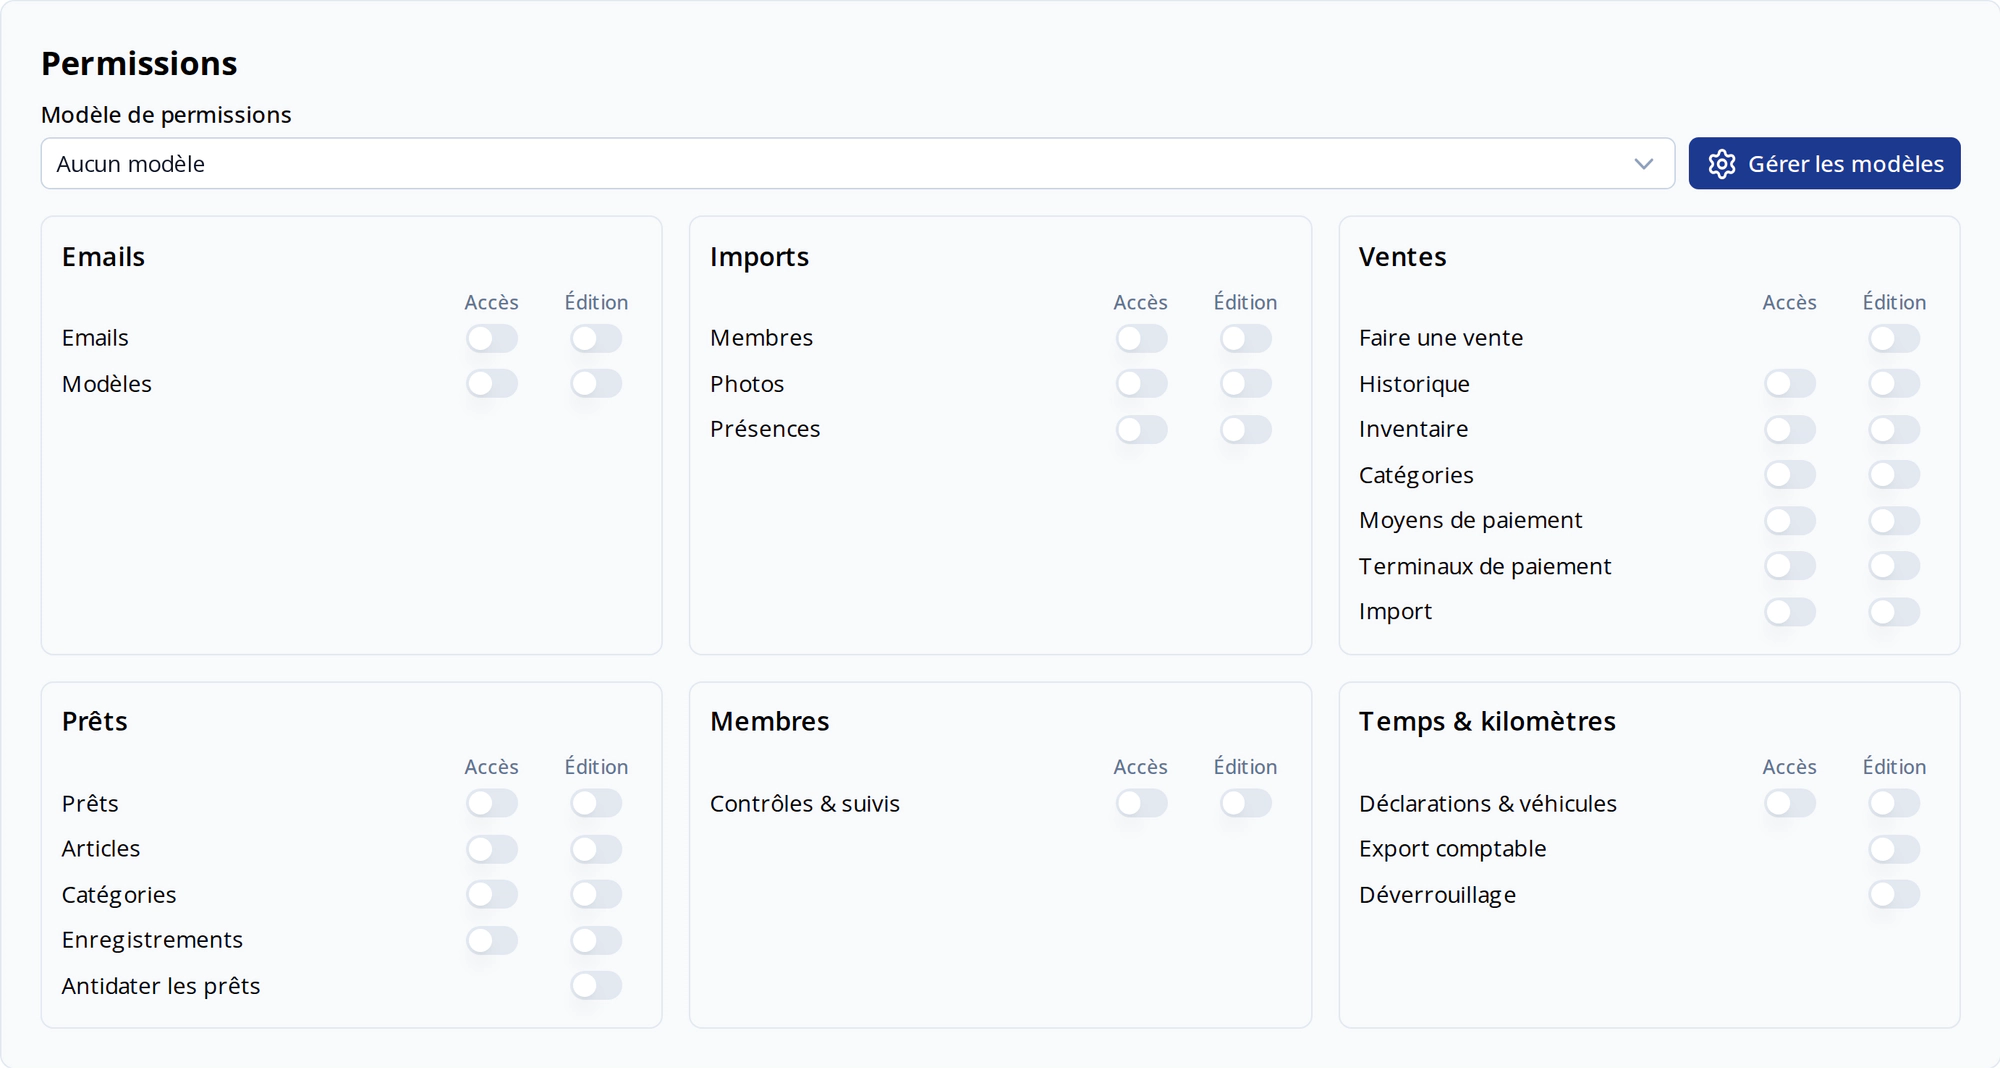 Permissions
Modèle de permissions
Aucun modèle
Gérer les modèles
Emails
Accès Édition
Emails
Modèles
Imports
Accès Édition
Membres
Photos
Présences
Ventes
Accès Édition
Faire une vente
Historique
Inventaire
Catégories
Moyens de paiement
Terminaux de paiement
Import
Prêts
Accès Édition
Prêts
Articles
Catégories
Enregistrements
Antidater les prêts
Membres
Accès Édition
Contrôles & suivis
Temps & kilomètres
Accès Édition
Déclarations & véhicules
Export comptable
Déverrouillage